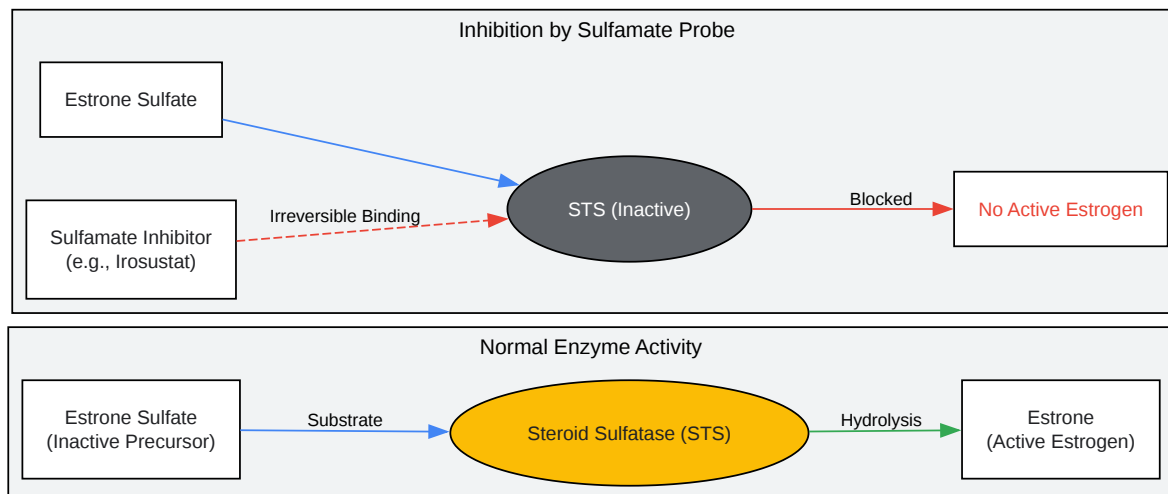 Inhibition by Sulfamate Probe
Estrone Sulfate
Sulfamate Inhibitor
(e.g., Irosustat)
Irreversible Binding
STS (Inactive)
Blocked
No Active Estrogen
Normal Enzyme Activity
Estrone Sulfate
(Inactive Precursor)
Substrate
Steroid Sulfatase (STS)
Hydrolysis
Estrone
(Active Estrogen)